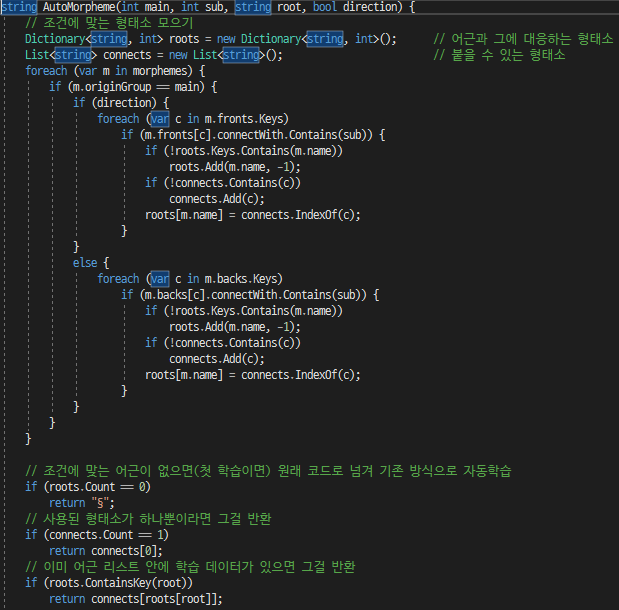 string AutoMorpheme(int main, int sub, string root, bool direction) {
// 조건에 맞는 형태소 모으기
Dictionary<string, int> roots = new Dictionary<string, int>(); // 어근과 그에 대응하는 형태소
List<string> connects = new List<string>(); // 붙을 수 있는 형태소
foreach (var m in morphemes) {
if (m.originGroup == main) {
if (direction) {
foreach (var c in m.fronts.Keys)
if (m.fronts[c].connectWith.Contains(sub)) {
if (!roots.Keys.Contains(m.name))
roots.Add(m.name, -1);
if (!connects.Contains(c))
connects.Add(c);
roots[m.name] = connects.IndexOf(c);
}
}
else {
foreach (var c in m.backs.Keys)
if (m.backs[c].connectWith.Contains(sub)) {
if (!roots.Keys.Contains(m.name))
roots.Add(m.name, -1);
if (!connects.Contains(c))
connects.Add(c);
roots[m.name] = connects.IndexOf(c);
}
}
}
}
// 조건에 맞는 어근이 없으면(첫 학습이면) 원래 코드로 넘겨 기존 방식으로 자동학습
if (roots.Count == 0)
return "§";
// 사용된 형태소가 하나뿐이라면 그걸 반환
if (connects.Count == 1)
return connects[0];
// 이미 어근 리스트 안에 학습 데이터가 있으면 그걸 반환
if (roots.ContainsKey(root))
return connects[roots[root]];